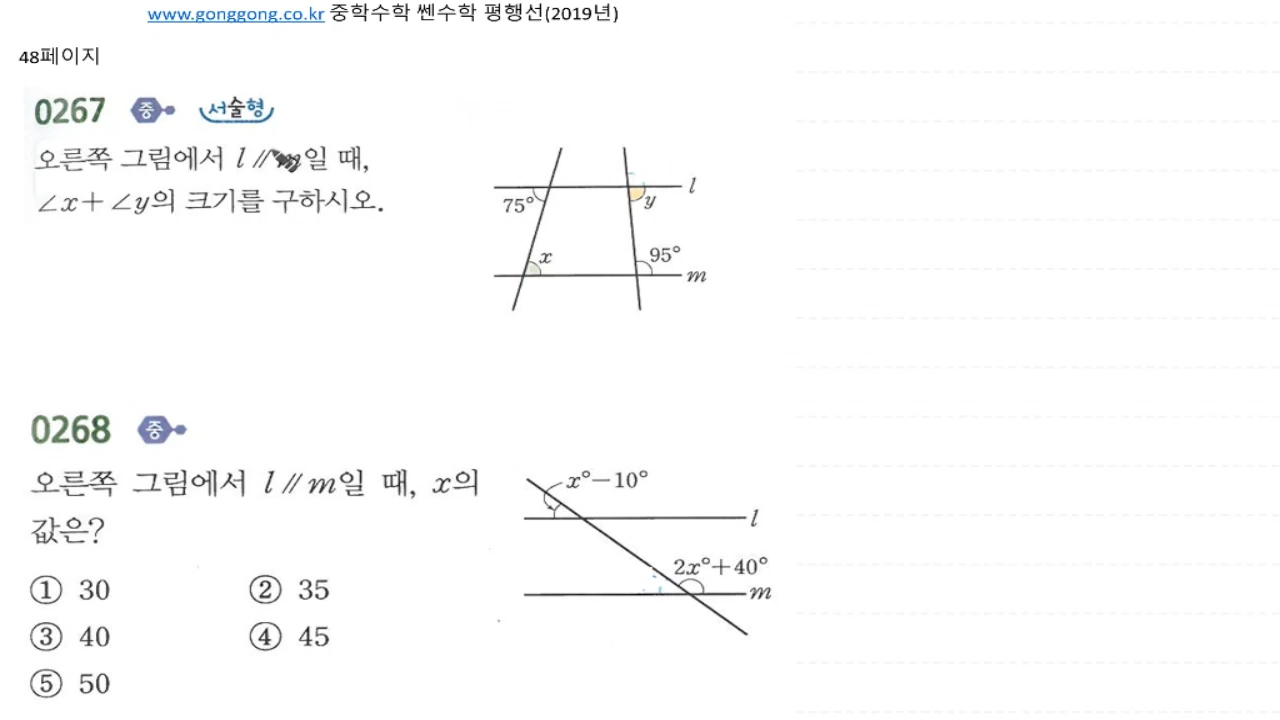 www.gonggong.co.kr 중학수학 쎈수학 평행선(2019년)
48페이지
0267 중 서술형
오른쪽 그림에서 l // 일 때,
∠x+∠y의 크기를 구하시오.
l
75°
y
x
95°
m
0268 중
오른쪽 그림에서 l // m일 때, x의
값은?
① 30 ② 35
③ 40 ④ 45
⑤ 50
x°-10°
l
2x°+40°
m